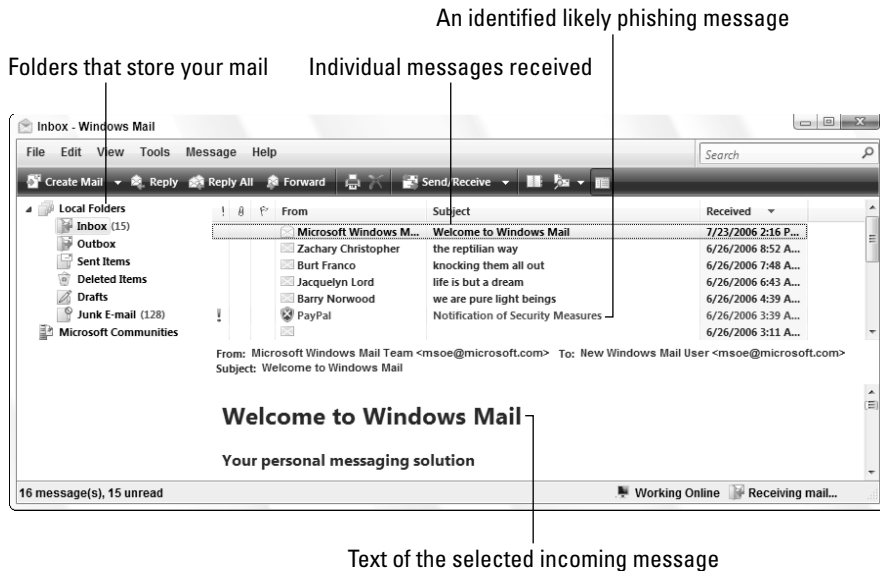 An identified likely phishing message
Folders that store your mail
Individual messages received
Inbox - Windows Mail
File Edit View Tools Message Help
Search
Create Mail Reply Reply All Forward Send/Receive
Local Folders
Inbox (15)
Outbox
Sent Items
Deleted Items
Drafts
Junk E-mail (128)
Microsoft Communities
! From Subject Received
Microsoft Windows M... Welcome to Windows Mail 7/23/2006 2:16 P...
Zachary Christopher the reptilian way 6/26/2006 8:52 A...
Burt Franco knocking them all out 6/26/2006 7:48 A...
Jacquelyn Lord life is but a dream 6/26/2006 6:43 A...
Barry Norwood we are pure light beings 6/26/2006 4:39 A...
! PayPal Notification of Security Measures 6/26/2006 3:39 A...
6/26/2006 3:11 A...
From: Microsoft Windows Mail Team <msoe@microsoft.com> To: New Windows Mail User <msoe@microsoft.com>
Subject: Welcome to Windows Mail
Welcome to Windows Mail
Your personal messaging solution
16 message(s), 15 unread
Working Online Receiving mail...
Text of the selected incoming message